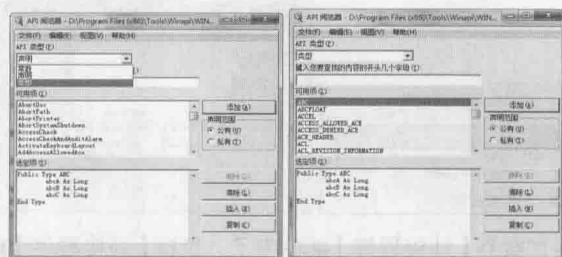 API 阅览器 - D:\Program Files (x86)\Tools\Winapi\WIN...
文件(F) 编辑(E) 视图(V) 帮助(H)
API 类型(P)
声明
常数
声明
类型
可用项(L)
AbortDoc
AbortPath
AbortPrinter
AbortSystemShutdown
AccessCheck
AccessCheckAndAuditAlarm
ActivateKeyboardLayout
AddAccessAllowedAce
添加(A)
声明范围
公有(U)
私有(I)
选定项(S)
Public Type ABC
abcA As Long
abcB As Long
abcC As Long
End Type
清除(C)
插入(N)
复制(C)
API 阅览器 - D:\Program Files (x86)\Tools\Winapi\WIN...
文件(F) 编辑(E) 视图(V) 帮助(H)
API 类型(P)
类型
输入您要查找的内容的开头几个字母(T)
可用项(L)
ABC
ABCFLOAT
ACCEL
ACCESS_ALLOWED_ACE
ACCESS_DENIED_ACE
ACE_HEADER
ACL
ACL_REVISION_INFORMATION
添加(A)
声明范围
公有(U)
私有(I)
选定项(S)
Public Type ABC
abcA As Long
abcB As Long
abcC As Long
End Type
清除(C)
插入(N)
复制(C)